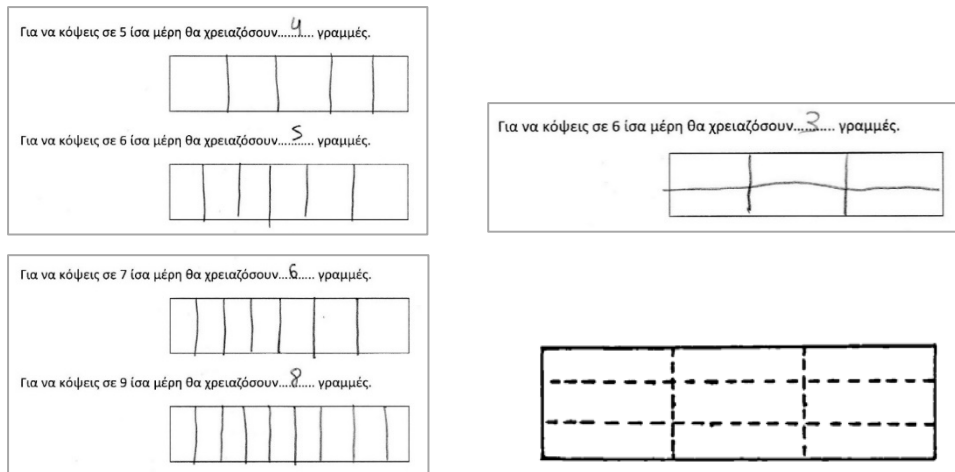 Για να κόψεις σε 5 ίσα μέρη θα χρειαζόσουν....4.... γραμμές.
Για να κόψεις σε 6 ίσα μέρη θα χρειαζόσουν....5.... γραμμές.
Για να κόψεις σε 7 ίσα μέρη θα χρειαζόσουν....6.... γραμμές.
Για να κόψεις σε 9 ίσα μέρη θα χρειαζόσουν....8.... γραμμές.
Για να κόψεις σε 6 ίσα μέρη θα χρειαζόσουν....3.... γραμμές.